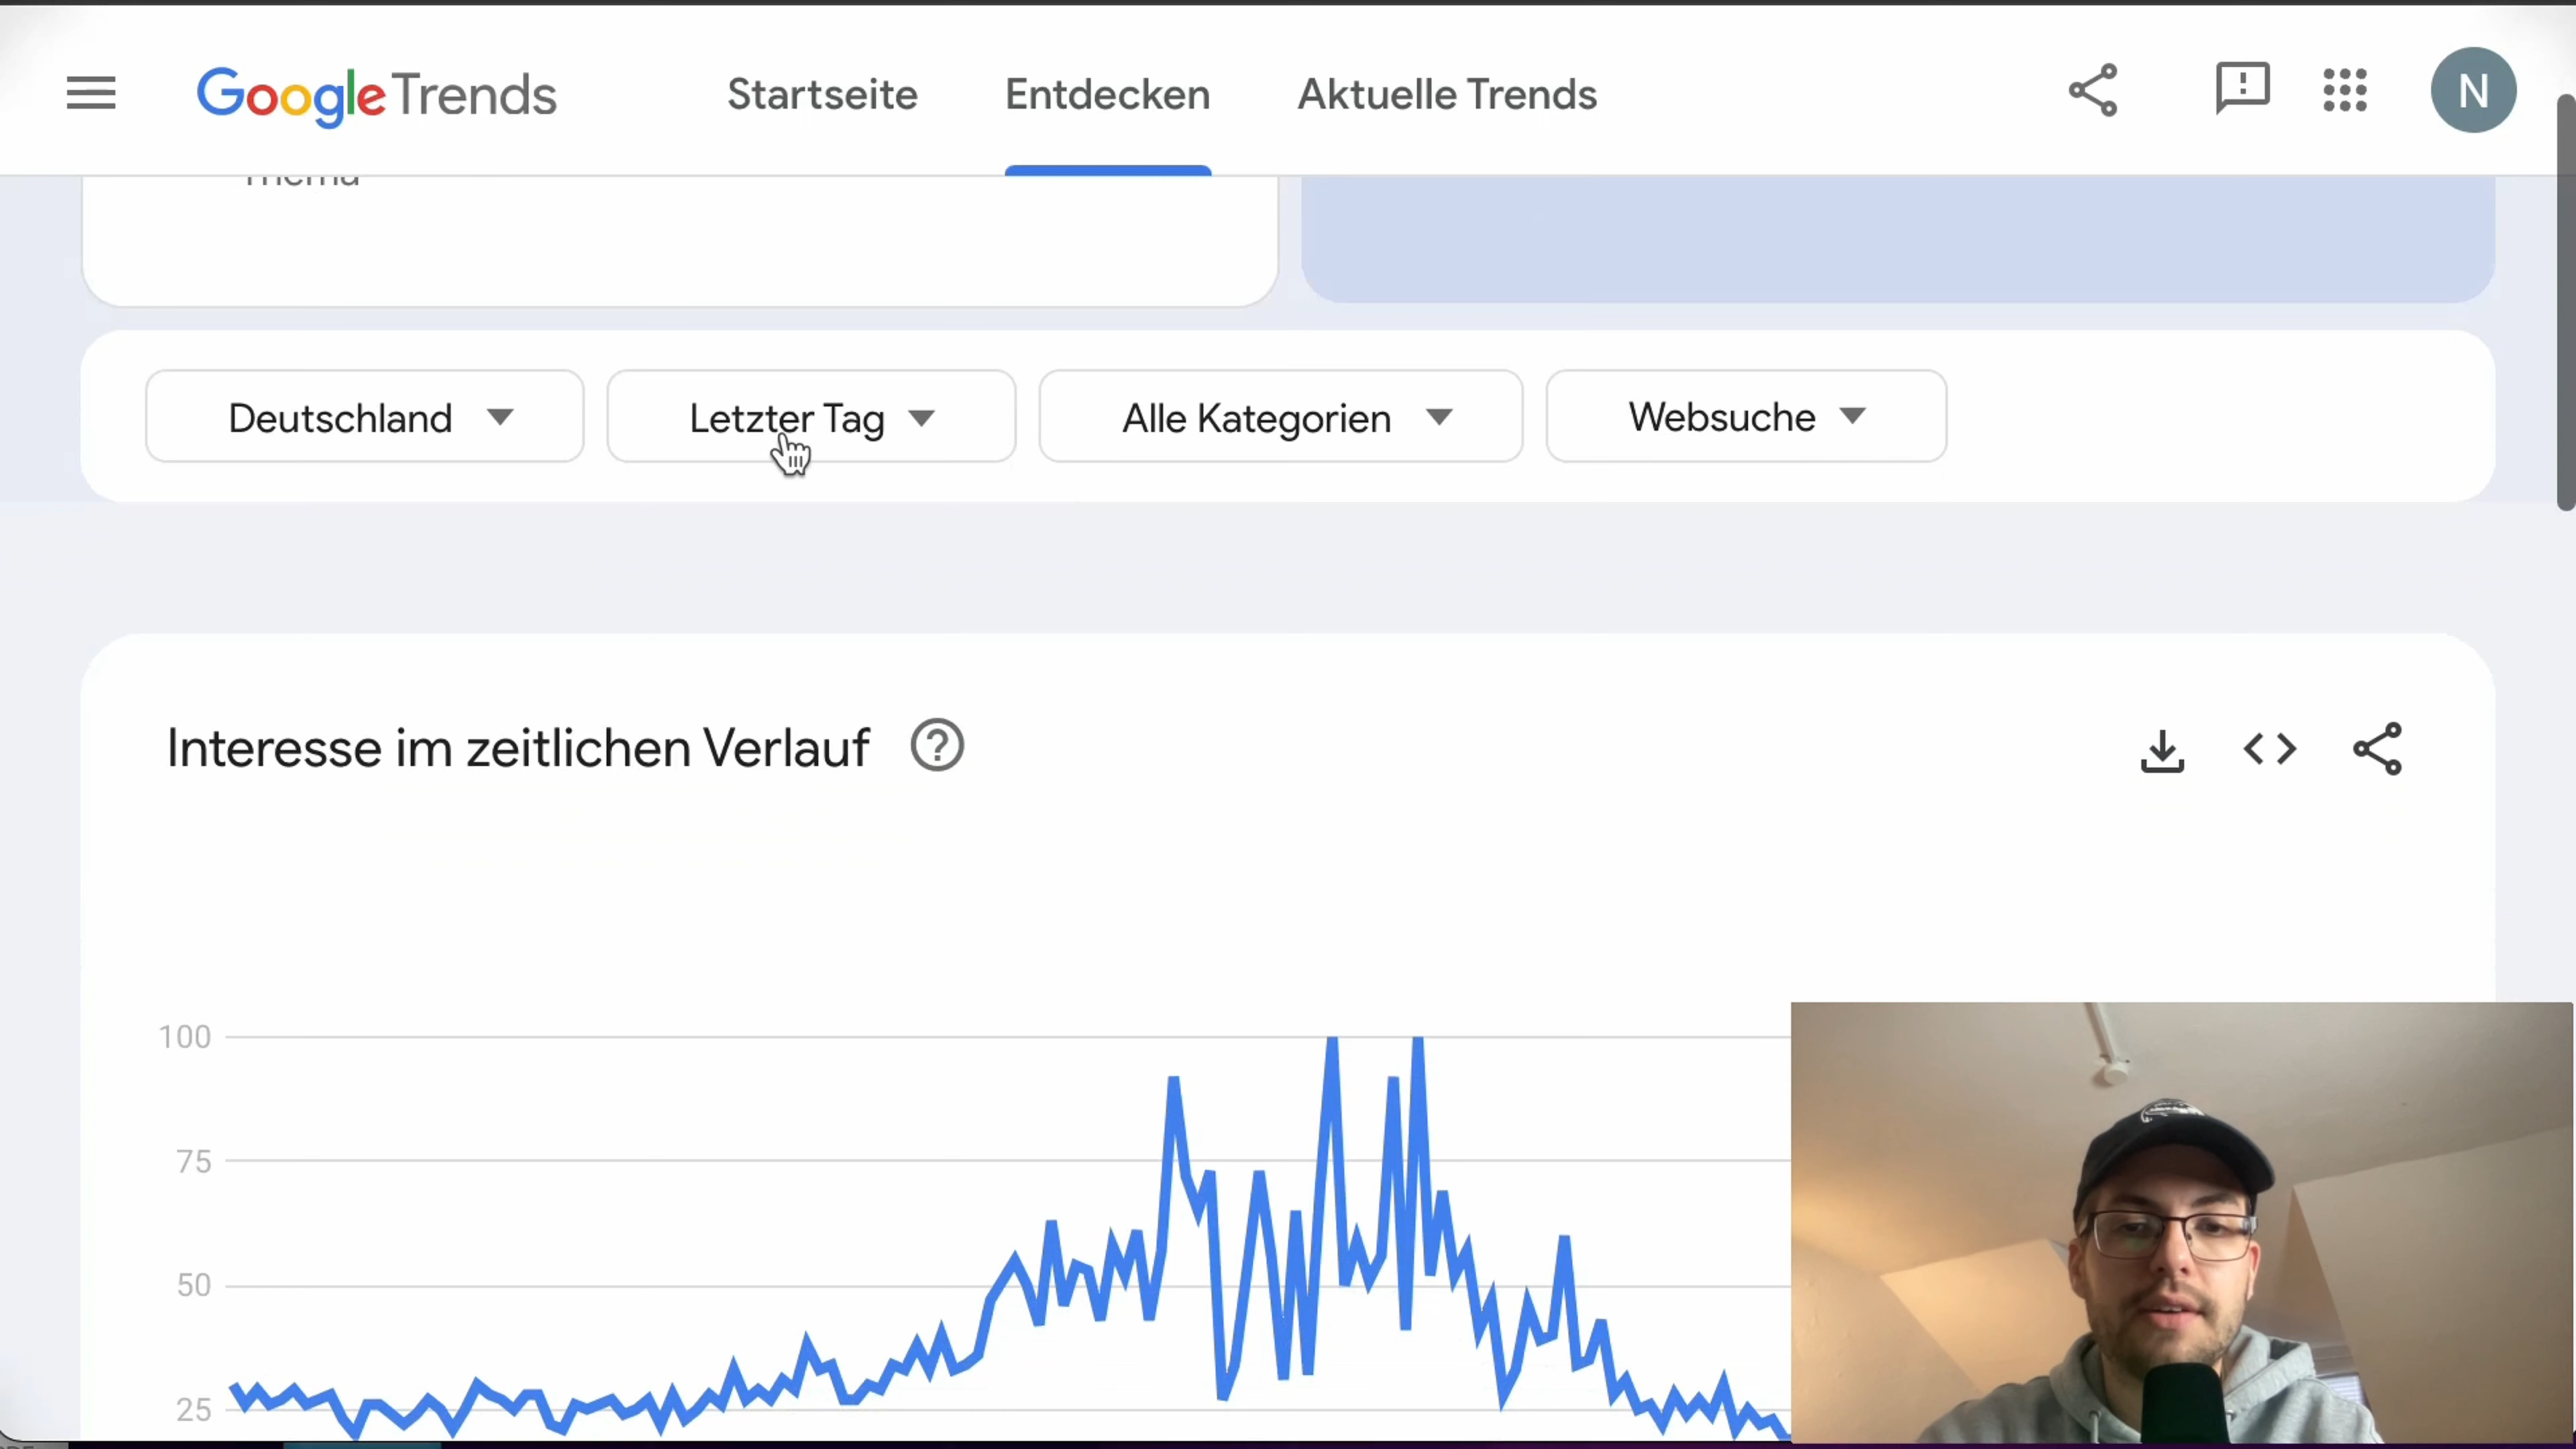 Google Trends
Startseite
Entdecken
Aktuelle Trends
N
Thema
Deutschland
Letzter Tag
Alle Kategorien
Websuche
Interesse im zeitlichen Verlauf
100
75
50
25